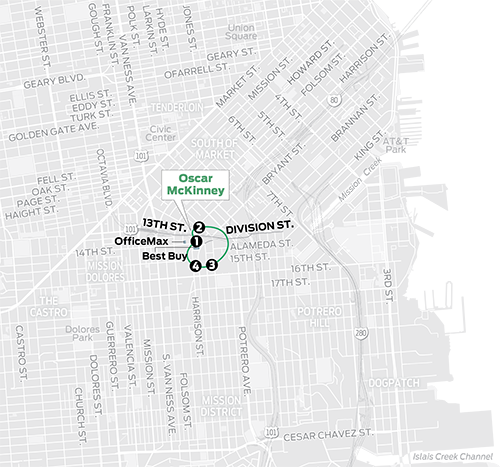 WEBSTER ST.
FRANKLIN ST.
GOUGH ST.
VAN NESS AVE.
HYDE ST.
LARKIN ST.
POLK ST.
Union
Square
GEARY ST.
OFARRELL ST.
GEARY BLVD.
MARKET ST.
MISSION ST.
HOWARD ST.
FOLSOM ST.
HARRISON ST.
ELLIS ST.
EDDY ST.
TURK ST.
TENDERLOIN
4TH ST.
80
GOLDEN GATE AVE.
Civic
Center
5TH ST.
6TH ST.
BRANNAN ST.
KING ST.
AT&T
Park
101
OCTAVIA BLVD.
SOUTH OF
MARKET
BRYANT ST.
Mission Creek
FELL ST.
OAK ST.
PAGE ST.
HAIGHT ST.
Oscar
McKinney
7TH ST.
13TH ST.
101
2
DIVISION ST.
OfficeMax
1
ALAMEDA ST.
14TH ST.
Best Buy
15TH ST.
MISSION
DOLORES
4
3
16TH ST.
17TH ST.
3RD ST.
THE
CASTRO
Dolores
Park
HARRISON ST.
POTRERO
HILL
280
CASTRO ST.
CHURCH ST.
DOLORES ST.
GUERRERO ST.
VALENCIA ST.
MISSION ST.
S. VAN NESS AVE.
FOLSOM ST.
POTRERO AVE.
DOGPATCH
MISSION
DISTRICT
101
CESAR CHAVEZ ST.
Islais Creek Channel